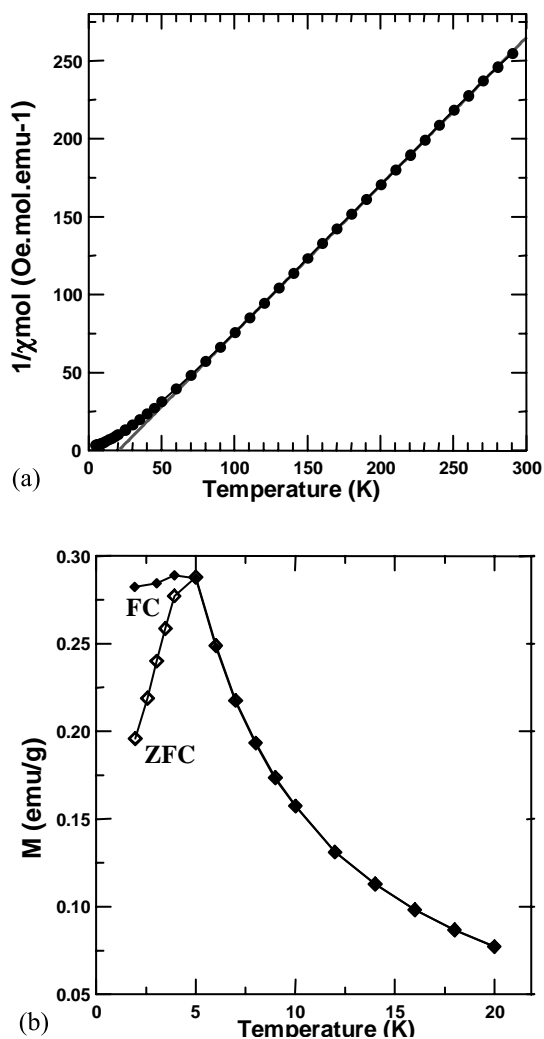 1/χmol (Oe.mol.emu-1)
250
200
150
100
50
0
0 50 100 150 200 250 300
Temperature (K)
(a)
M (emu/g)
0.30
0.25
0.20
0.15
0.10
0.05
FC
ZFC
0 5 10 15 20
Temperature (K)
(b)